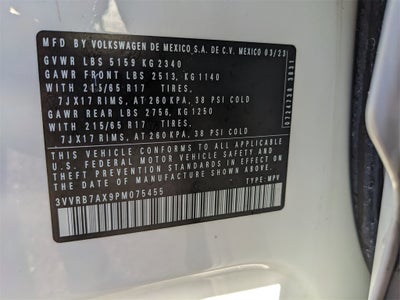 MFD BY VOLKSWAGEN DE MEXICO S.A. DE C.V. MEXICO 03/23
GVWR LBS 5159 KG 2340
GAWR FRONT LBS 2513, KG 1140
WITH 215/65 R17 TIRES,
7JX17 RIMS, AT 260 KPA, 38 PSI COLD
GAWR REAR LBS 2756, KG 1250
WITH 215/65 R17 TIRES,
7JX17 RIMS, AT 260 KPA, 38 PSI COLD
THIS VEHICLE CONFORMS TO ALL APPLICABLE
U.S. FEDERAL MOTOR VEHICLE SAFETY AND
THEFT PREVENTION STANDARDS IN EFFECT ON
THE DATE OF MANUFACTURE SHOWN ABOVE
3VVRB7AX9PM075455
TYPE: MPV
0724730 3031